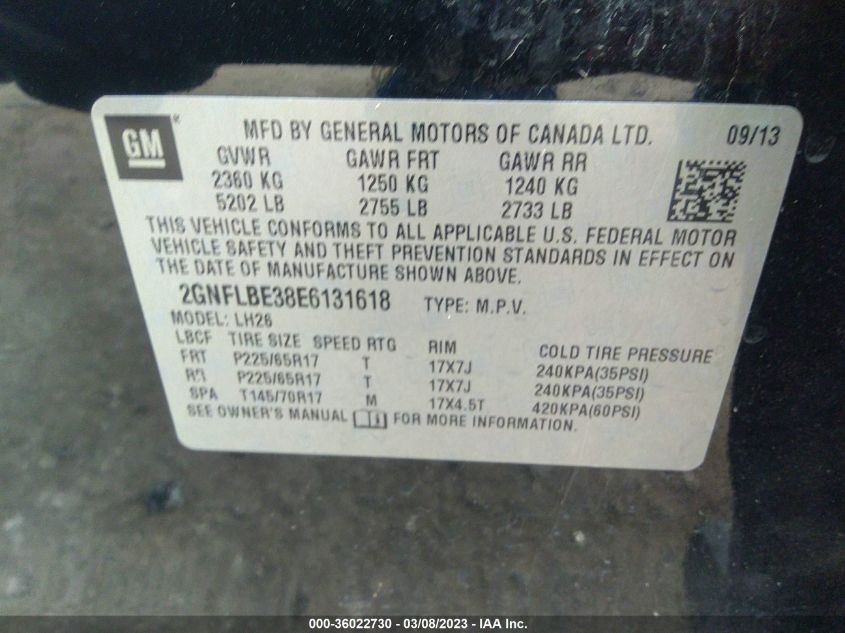 GM® MFD BY GENERAL MOTORS OF CANADA LTD. 09/13
GVWR GAWR FRT GAWR RR
2360 KG 1250 KG 1240 KG
5202 LB 2755 LB 2733 LB
THIS VEHICLE CONFORMS TO ALL APPLICABLE U.S. FEDERAL MOTOR
VEHICLE SAFETY AND THEFT PREVENTION STANDARDS IN EFFECT ON
THE DATE OF MANUFACTURE SHOWN ABOVE.
2GNFLBE38E6131618 TYPE: M.P.V.
MODEL: LH26
LBCF TIRE SIZE SPEED RTG RIM COLD TIRE PRESSURE
FRT P225/65R17 T 17X7J 240KPA(35PSI)
RR P225/65R17 T 17X7J 240KPA(35PSI)
SPA T145/70R17 M 17X4.5T 420KPA(60PSI)
SEE OWNER'S MANUAL FOR MORE INFORMATION.
000-36022730 - 03/08/2023 - IAA Inc.